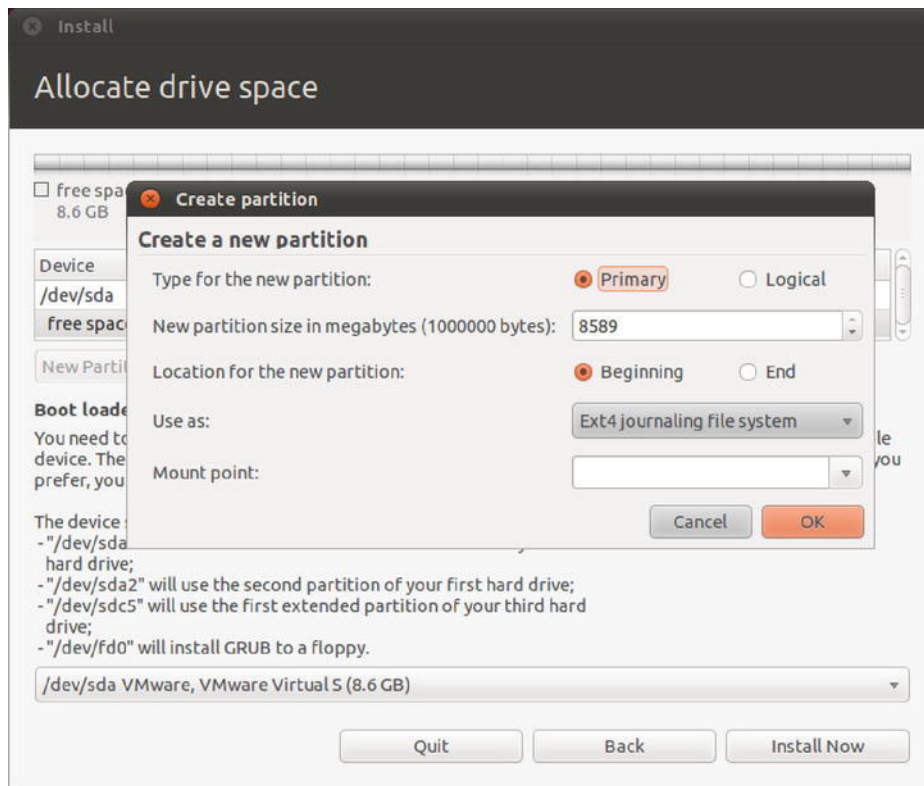 Install
Allocate drive space
free spa
8.6 GB
Create partition
Create a new partition
Device
Type for the new partition:
Primary
Logical
/dev/sda
free spac
New partition size in megabytes (1000000 bytes):
8589
New Parti
Location for the new partition:
Beginning
End
Boot loade
Use as:
Ext4 journaling file system
You need to
le
device. The
you
prefer, you
Mount point:
Cancel
OK
The device s
- "/dev/sda
hard drive;
- "/dev/sda2" will use the second partition of your first hard drive;
- "/dev/sdc5" will use the first extended partition of your third hard
drive;
- "/dev/fd0" will install GRUB to a floppy.
/dev/sda VMware, VMware Virtual S (8.6 GB)
Quit
Back
Install Now